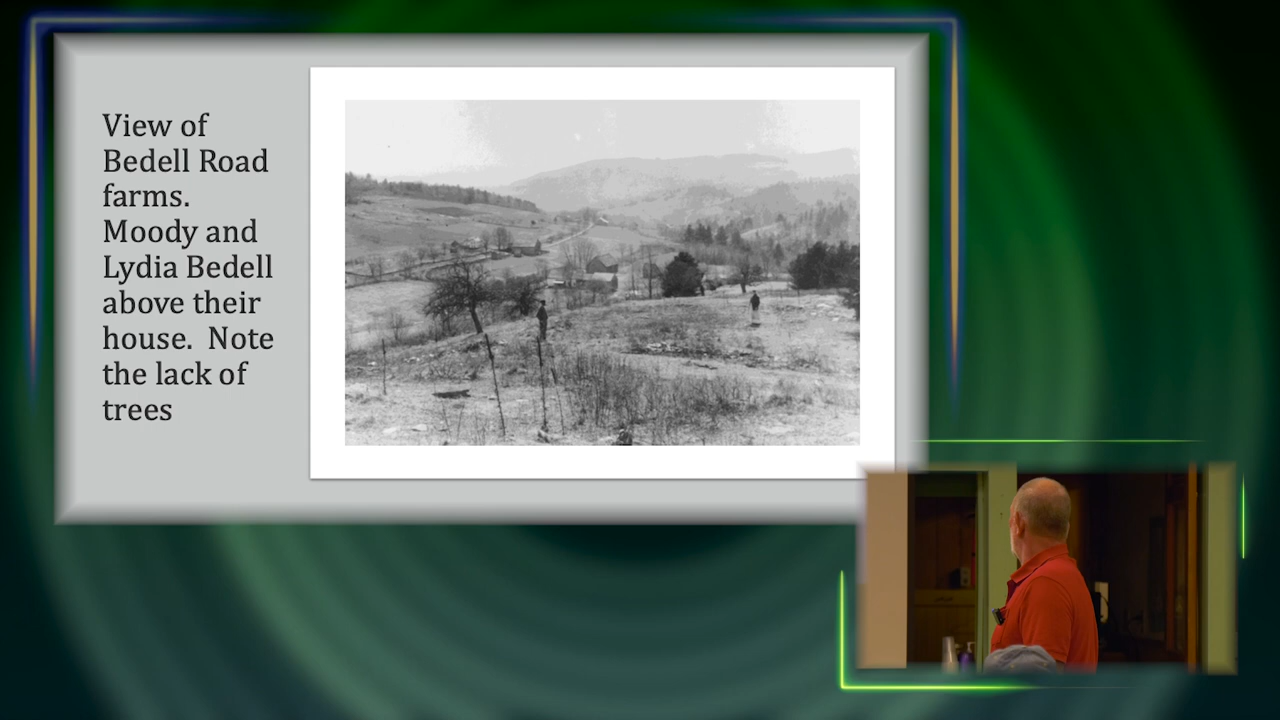 View of
Bedell Road
farms.
Moody and
Lydia Bedell
above their
house.  Note
the lack of
trees